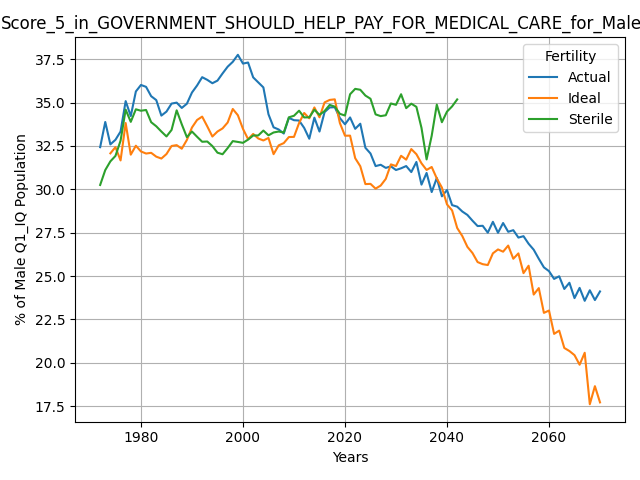 Score_5_in_GOVERNMENT_SHOULD_HELP_PAY_FOR_MEDICAL_CARE_for_Male
Fertility
Actual
Ideal
Sterile
37.5
35.0
32.5
30.0
27.5
25.0
22.5
20.0
17.5
% of Male Q1_IQ Population
1980
2000
2020
2040
2060
Years